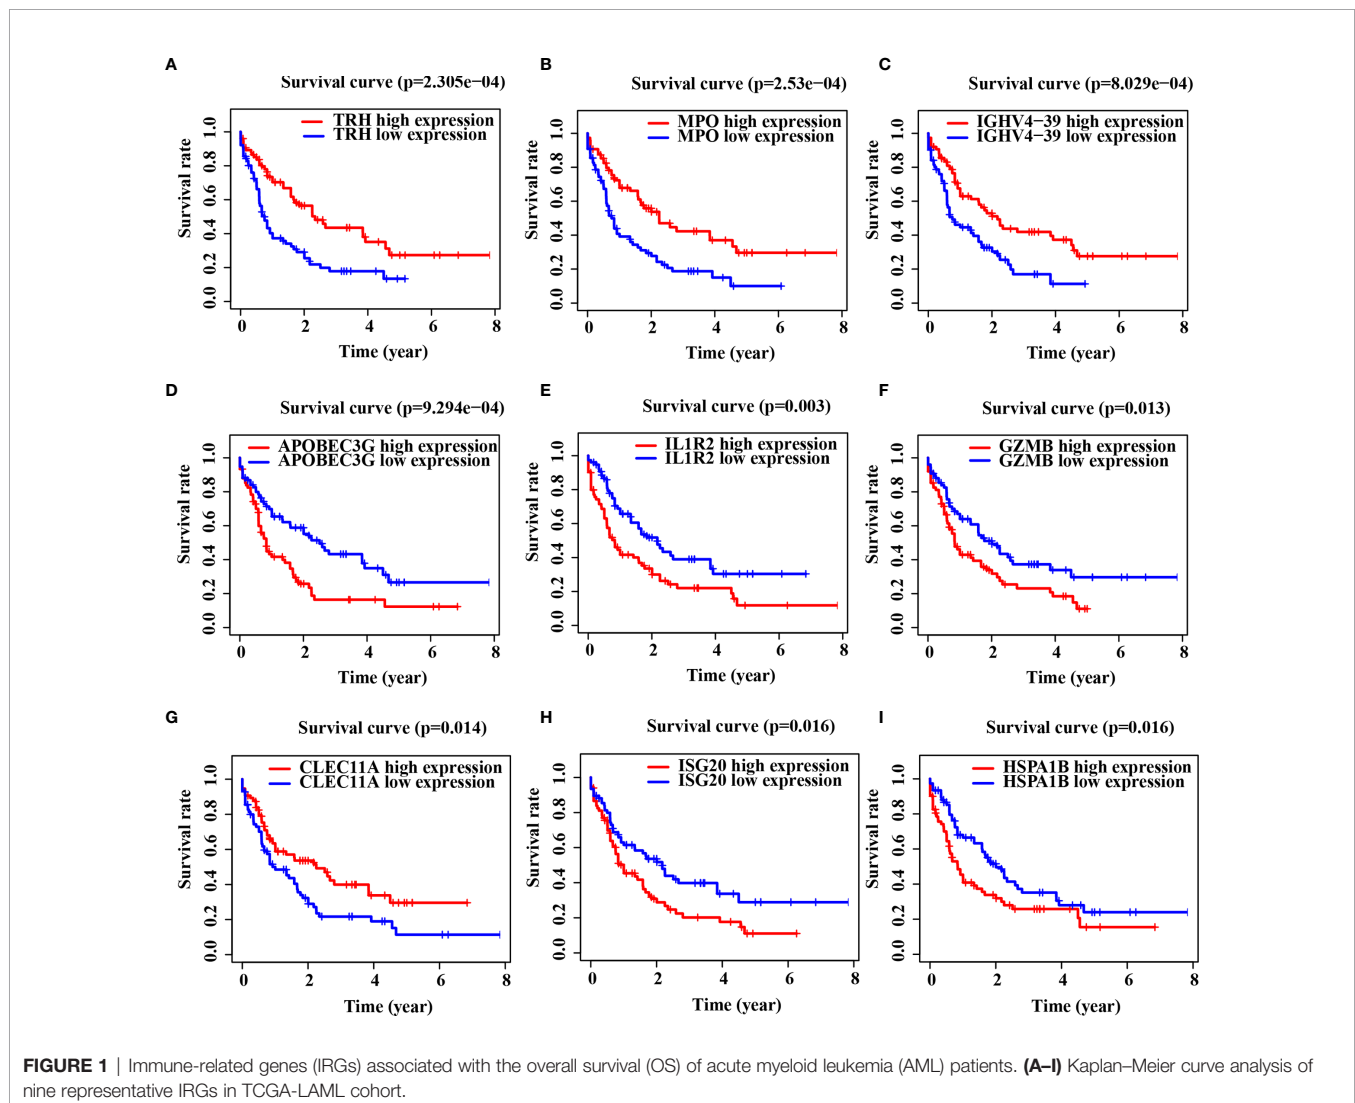 A
Survival curve (p=2.305e−04)
TRH high expression
TRH low expression
Survival rate
0.0 0.2 0.4 0.6 0.8 1.0
0 2 4 6 8
Time (year)
B
Survival curve (p=2.53e−04)
MPO high expression
MPO low expression
Survival rate
0.0 0.2 0.4 0.6 0.8 1.0
0 2 4 6 8
Time (year)
C
Survival curve (p=8.029e−04)
IGHV4−39 high expression
IGHV4−39 low expression
Survival rate
0.0 0.2 0.4 0.6 0.8 1.0
0 2 4 6 8
Time (year)
D
Survival curve (p=9.294e−04)
APOBEC3G high expression
APOBEC3G low expression
Survival rate
0.0 0.2 0.4 0.6 0.8 1.0
0 2 4 6 8
Time (year)
E
Survival curve (p=0.003)
IL1R2 high expression
IL1R2 low expression
Survival rate
0.0 0.2 0.4 0.6 0.8 1.0
0 2 4 6 8
Time (year)
F
Survival curve (p=0.013)
GZMB high expression
GZMB low expression
Survival rate
0.0 0.2 0.4 0.6 0.8 1.0
0 2 4 6 8
Time (year)
G
Survival curve (p=0.014)
CLEC11A high expression
CLEC11A low expression
Survival rate
0.0 0.2 0.4 0.6 0.8 1.0
0 2 4 6 8
Time (year)
H
Survival curve (p=0.016)
ISG20 high expression
ISG20 low expression
Survival rate
0.0 0.2 0.4 0.6 0.8 1.0
0 2 4 6 8
Time (year)
I
Survival curve (p=0.016)
HSPA1B high expression
HSPA1B low expression
Survival rate
0.0 0.2 0.4 0.6 0.8 1.0
0 2 4 6 8
Time (year)
FIGURE 1 | Immune-related genes (IRGs) associated with the overall survival (OS) of acute myeloid leukemia (AML) patients. (A–I) Kaplan–Meier curve analysis of
nine representative IRGs in TCGA-LAML cohort.